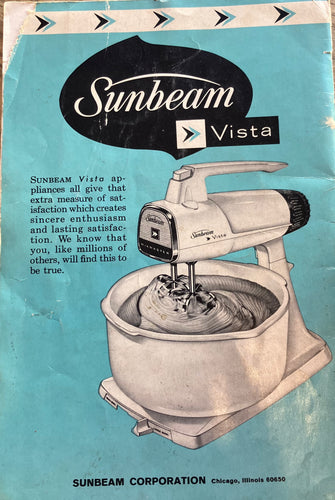 Sunbeam
Vista
SUNBEAM Vista ap-
pliances all give that
extra measure of sat-
isfaction which creates
sincere enthusiasm
and lasting satisfac-
tion. We know that
you, like millions of
others, will find this to
be true.
Sunbeam
MIXMASTER
Sunbeam
Vista
SUNBEAM CORPORATION Chicago, Illinois 60650